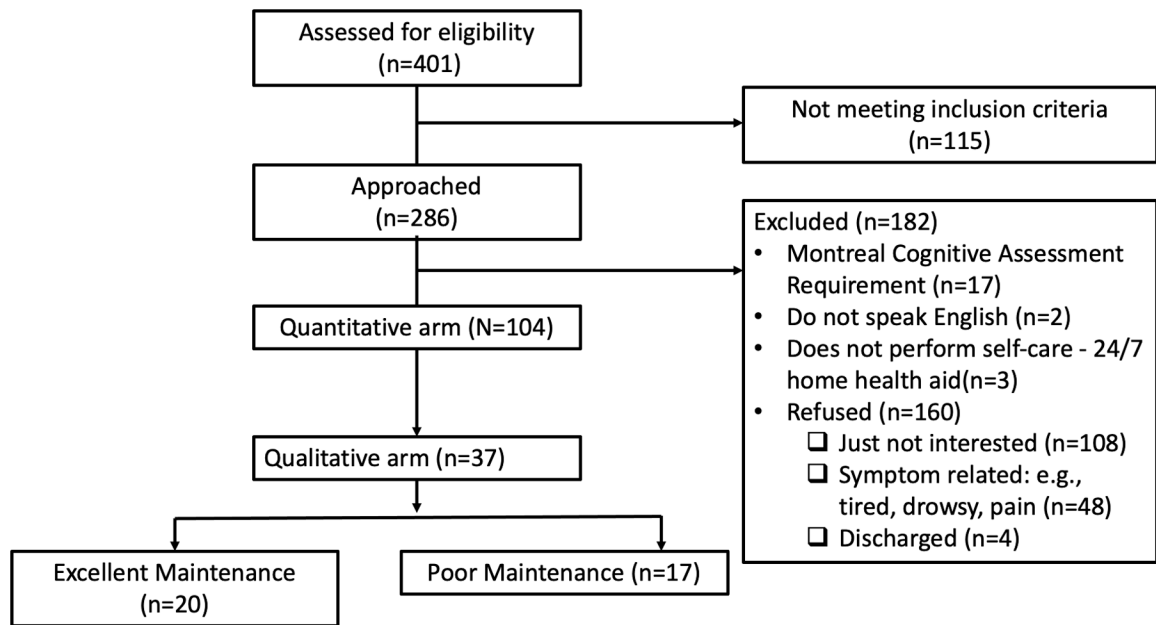 Assessed for eligibility
(n=401)
Not meeting inclusion criteria
(n=115)
Approached
(n=286)
Excluded (n=182)
• Montreal Cognitive Assessment
Requirement (n=17)
• Do not speak English (n=2)
• Does not perform self-care - 24/7
home health aid(n=3)
• Refused (n=160)
❑ Just not interested (n=108)
❑ Symptom related: e.g.,
tired, drowsy, pain (n=48)
❑ Discharged (n=4)
Quantitative arm (N=104)
Qualitative arm (n=37)
Excellent Maintenance
(n=20)
Poor Maintenance (n=17)